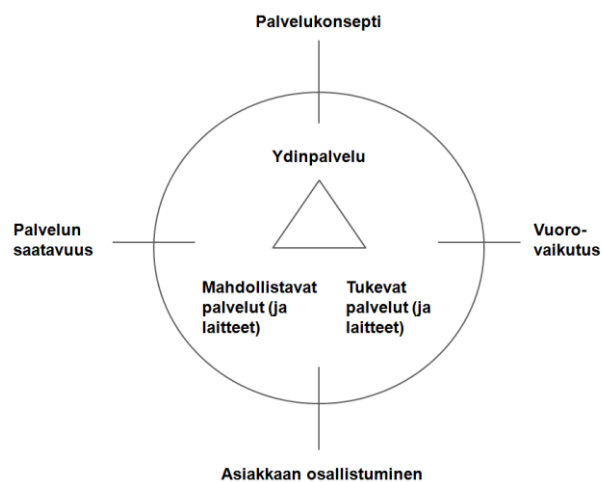 Palvelukonsepti
Ydinpalvelu
Palvelun
saatavuus
Vuoro-
vaikutus
Mahdollistavat
palvelut (ja
laitteet)
Tukevat
palvelut (ja
laitteet)
Asiakkaan osallistuminen